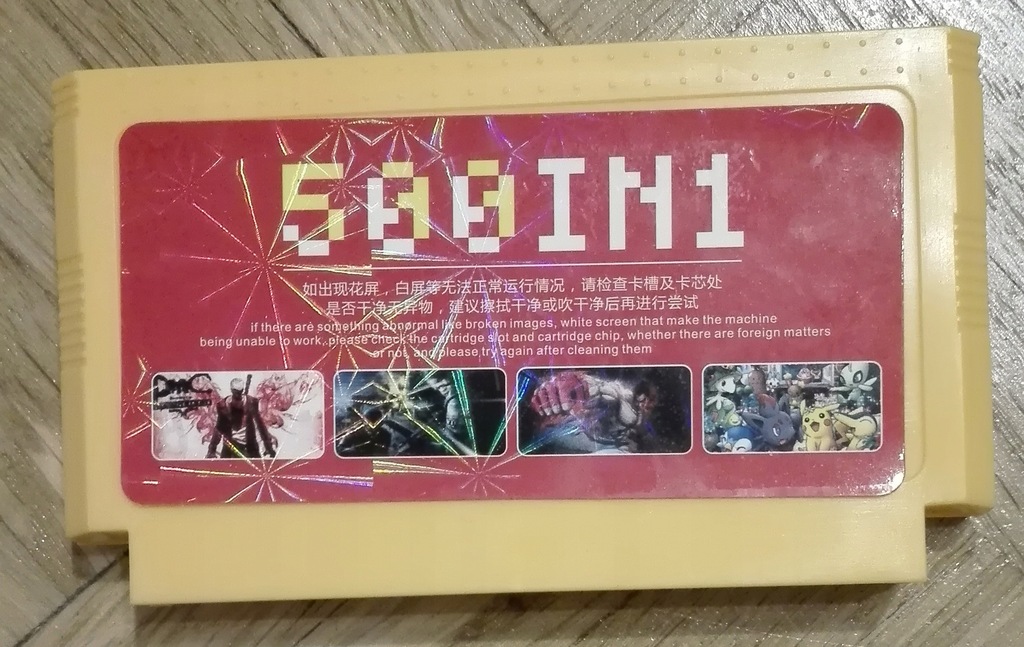 500IN1
如出现花屏，白屏等无法正常运行情况，请检查卡槽及卡芯处
是否干净无异物，建议擦拭干净或吹干净后再进行尝试
if there are something abnormal like broken images, white screen that make the machine
being unable to work, please check the cartridge slot and cartridge chip, whether there are foreign matters
or not, and please try again after cleaning them
DMC